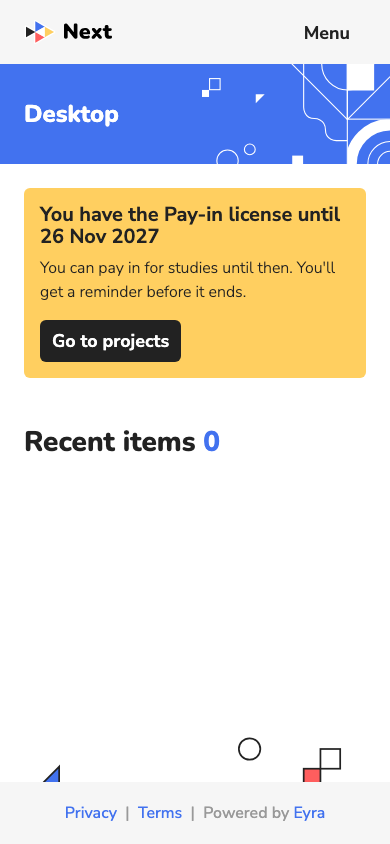 Next
Menu
Desktop
You have the Pay-in license until
26 Nov 2027
You can pay in for studies until then. You'll
get a reminder before it ends.
Go to projects
Recent items 0
Privacy | Terms | Powered by Eyra